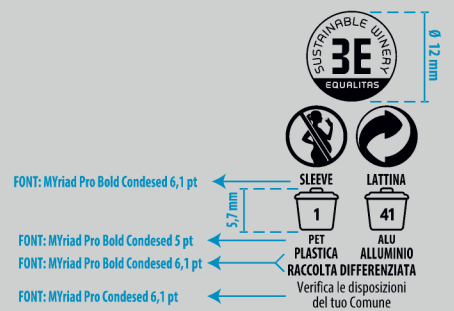 SUSTAINABLE WINERY
3E
EQUALITAS
Ø 12 mm
FONT: MYriad Pro Bold Condesed 6,1 pt
SLEEVE LATTINA
5,7 mm
1 41
FONT: MYriad Pro Bold Condesed 5 pt
PET ALU
PLASTICA ALLUMINIO
FONT: MYriad Pro Bold Condesed 6,1 pt
RACCOLTA DIFFERENZIATA
FONT: MYriad Pro Condesed 6,1 pt
Verifica le disposizioni
del tuo Comune